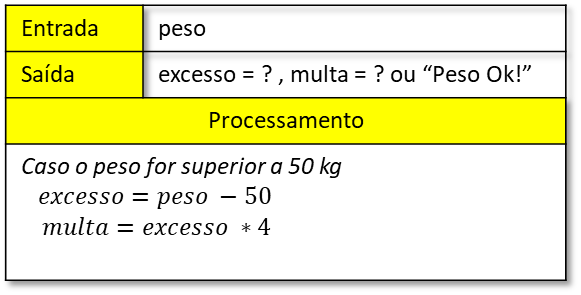 Entrada peso
Saída excesso = ? , multa = ? ou “Peso Ok!”
Processamento
Caso o peso for superior a 50 kg
excesso = peso − 50
multa = excesso * 4